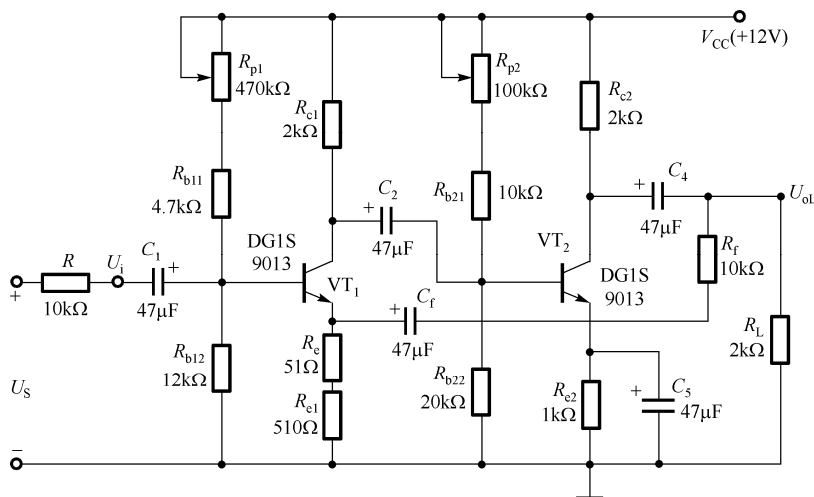 V_CC(+12V)
R_p1
470kΩ
R_c1
2kΩ
R_p2
100kΩ
R_c2
2kΩ
R_b11
4.7kΩ
C_2
+
47μF
R_b21
10kΩ
C_4
+
47μF
U_oL
DG1S
9013
VT_1
VT_2
DG1S
9013
R_f
10kΩ
+
R
10kΩ
U_i
C_1
+
47μF
C_f
+
47μF
R_b12
12kΩ
R_e
51Ω
R_e1
510Ω
R_b22
20kΩ
R_e2
1kΩ
C_5
+
47μF
R_L
2kΩ
U_S
−